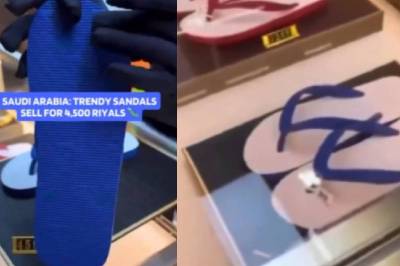 SAUDI ARABIA: TRENDY SANDALS
SELL FOR 4,500 RIYALS